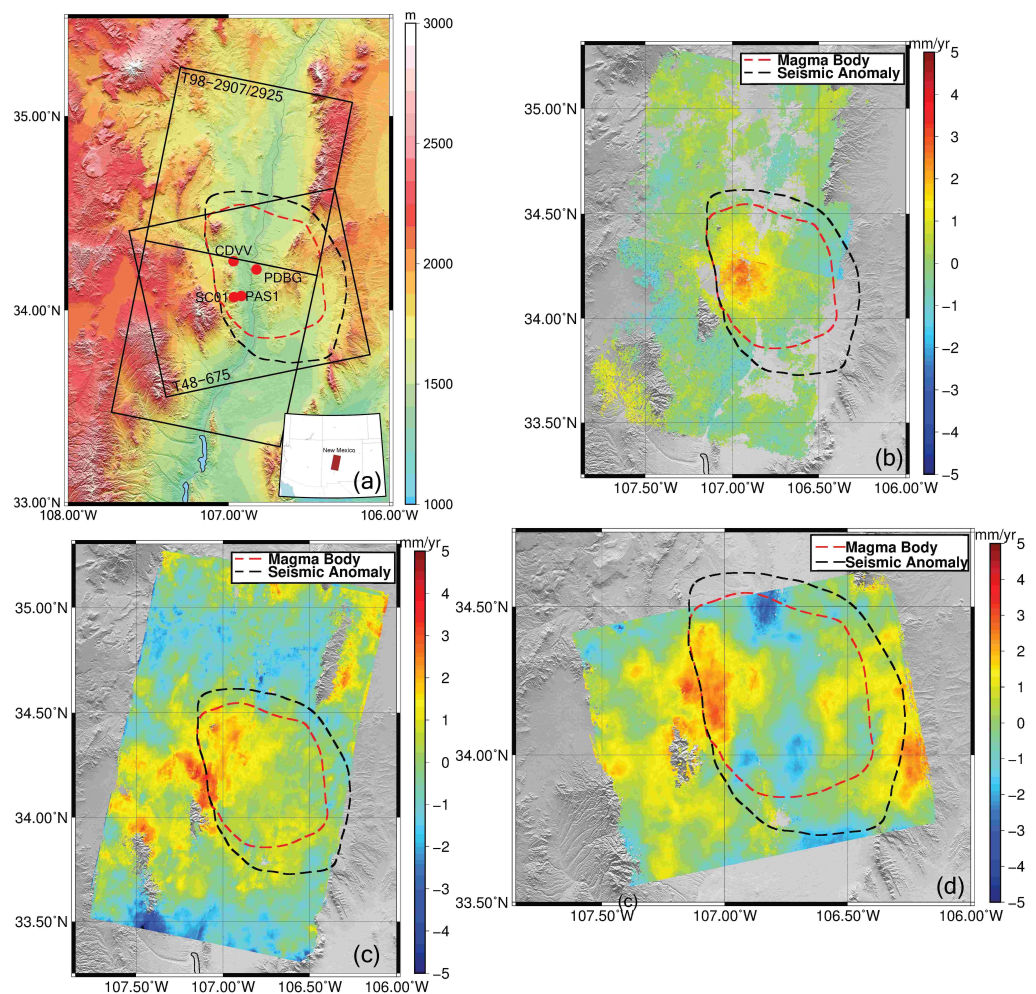 m
3000
2500
2000
1500
1000
35.00°N
34.00°N
33.00°N
108.00°W
107.00°W
106.00°W
T98−2907/2925
CDVV
PDBG
SC01
PAS1
T48−675
New Mexico
(a)
mm/yr
Magma Body
Seismic Anomaly
5
4
3
2
1
0
−1
−2
−3
−4
−5
35.00°N
34.50°N
34.00°N
33.50°N
107.50°W
107.00°W
106.50°W
106.00°W
(b)
mm/yr
Magma Body
Seismic Anomaly
5
4
3
2
1
0
−1
−2
−3
−4
−5
35.00°N
34.50°N
34.00°N
33.50°N
107.50°W
107.00°W
106.50°W
106.00°W
(c)
mm/yr
Magma Body
Seismic Anomaly
5
4
3
2
1
0
−1
−2
−3
−4
−5
34.50°N
34.00°N
33.50°N
107.50°W
107.00°W
106.50°W
106.00°W
(c)
(d)